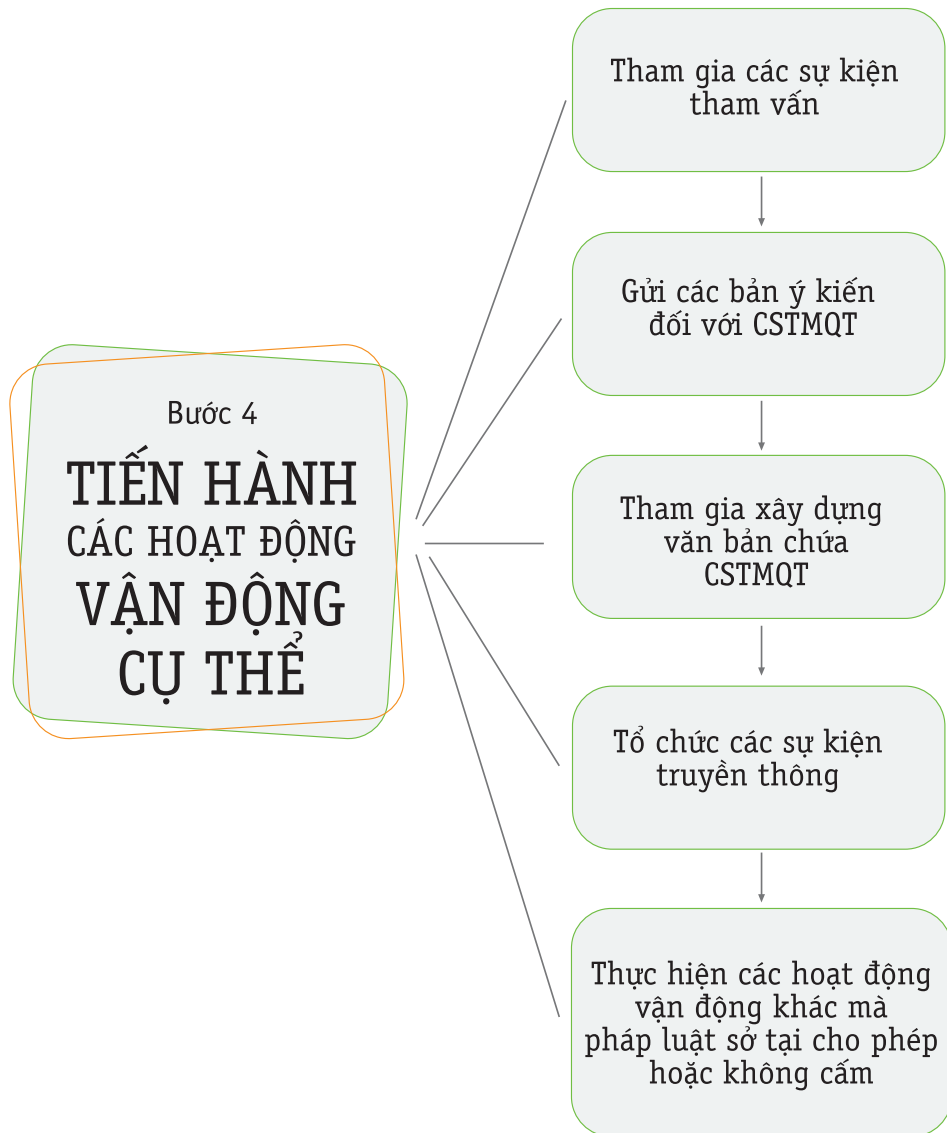 Bước 4
TIẾN HÀNH
CÁC HOẠT ĐỘNG
VẬN ĐỘNG
CỤ THỂ
Tham gia các sự kiện
tham vấn
Gửi các bản ý kiến
đối với CSTMQT
Tham gia xây dựng
văn bản chứa
CSTMQT
Tổ chức các sự kiện
truyền thông
Thực hiện các hoạt động
vận động khác mà
pháp luật sở tại cho phép
hoặc không cấm